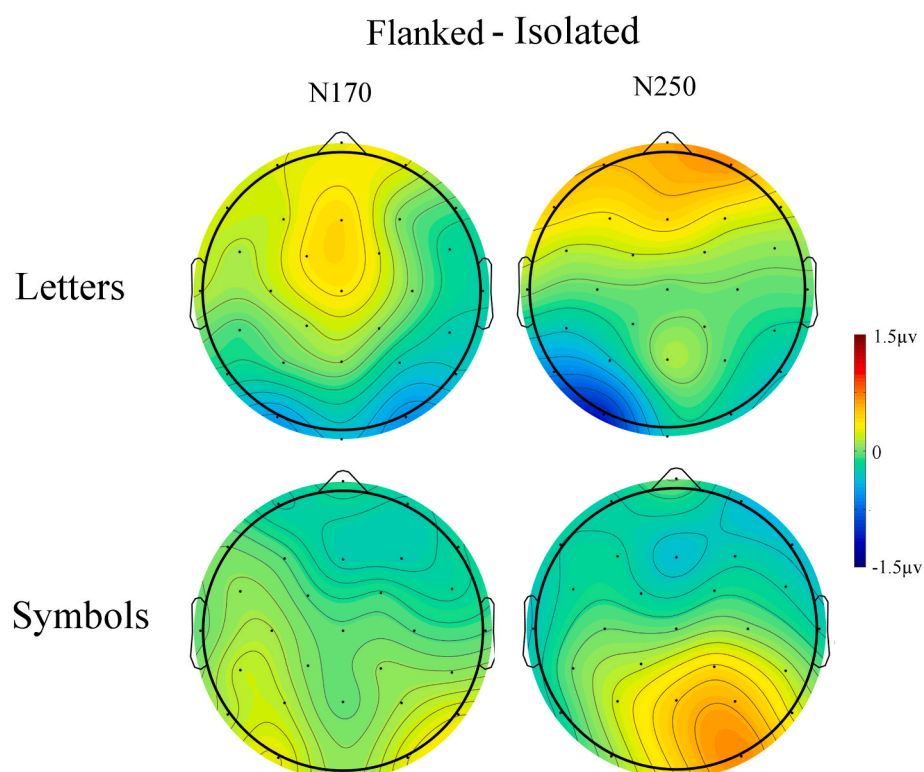 Flanked - Isolated
N170
N250
Letters
1.5µv
0
-1.5µv
Symbols